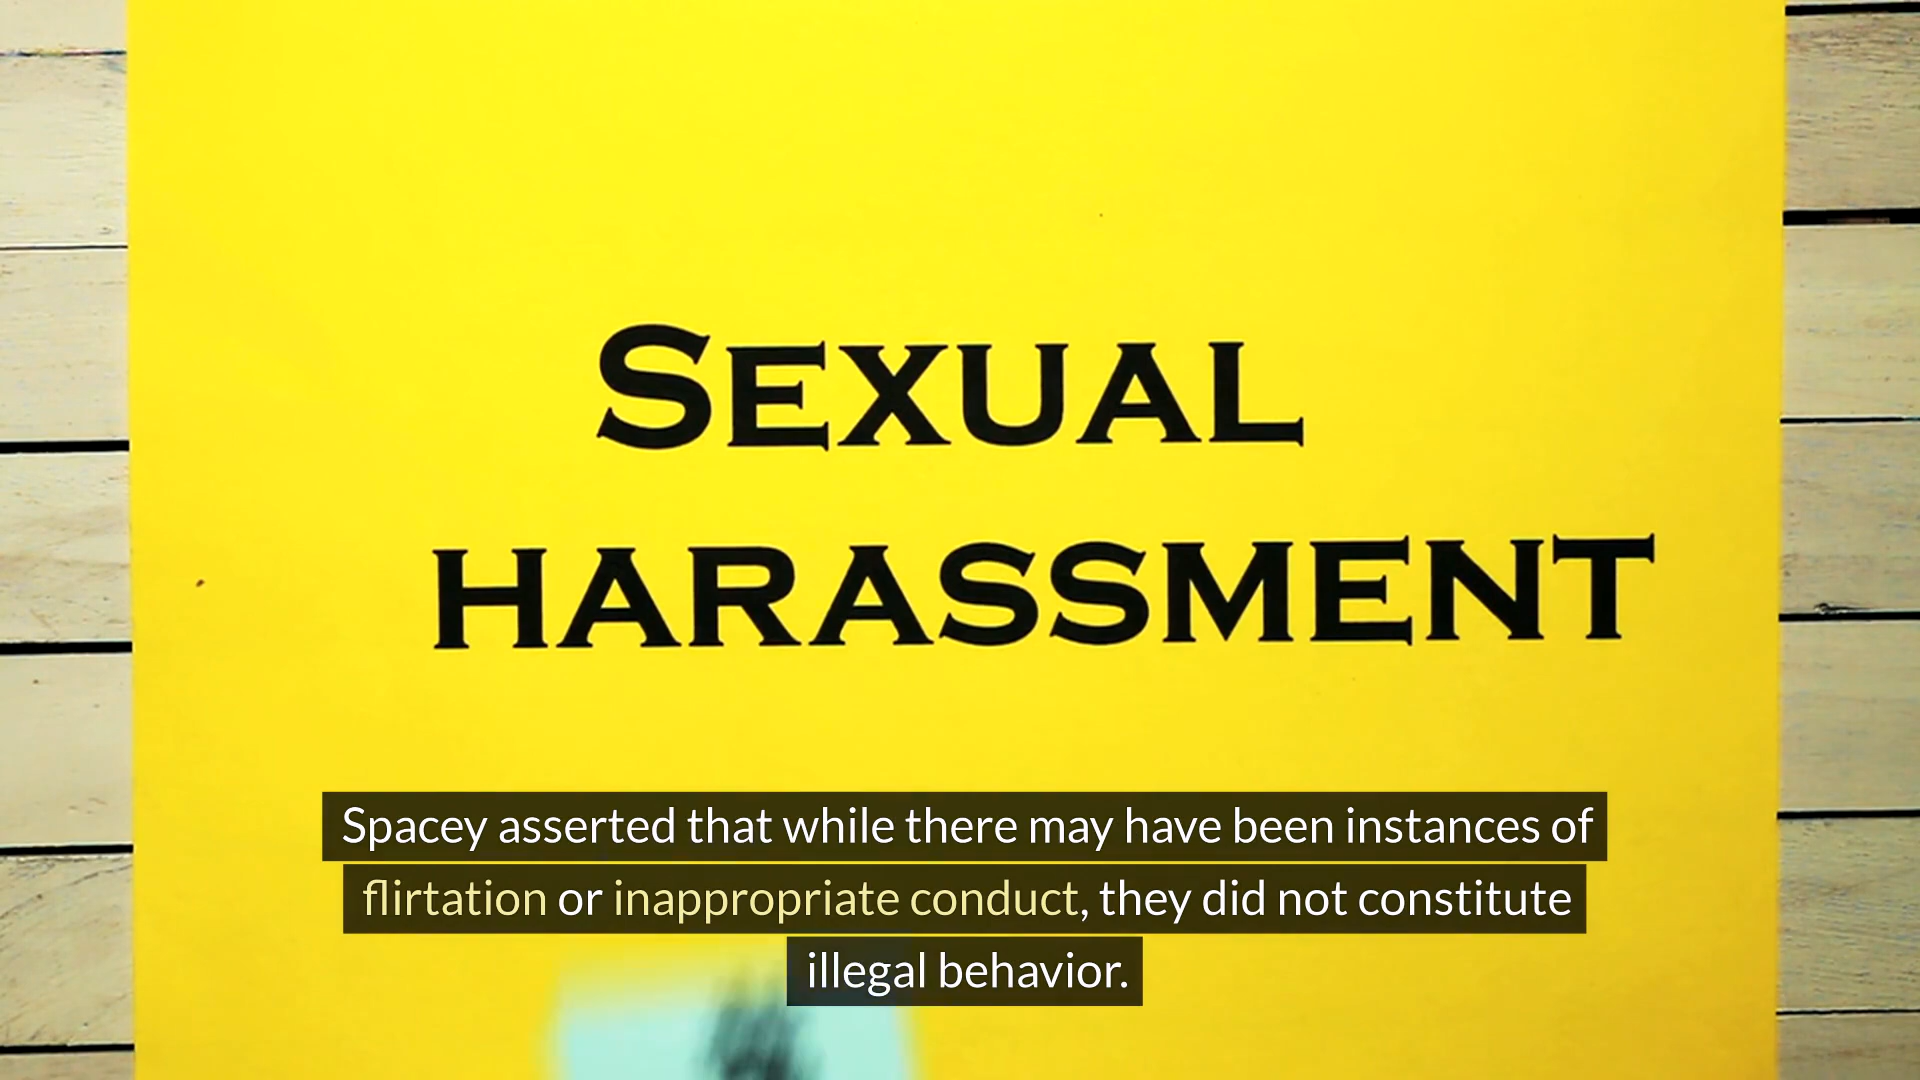 SEXUAL
HARASSMENT
Spacey asserted that while there may have been instances of
flirtation or inappropriate conduct, they did not constitute
illegal behavior.